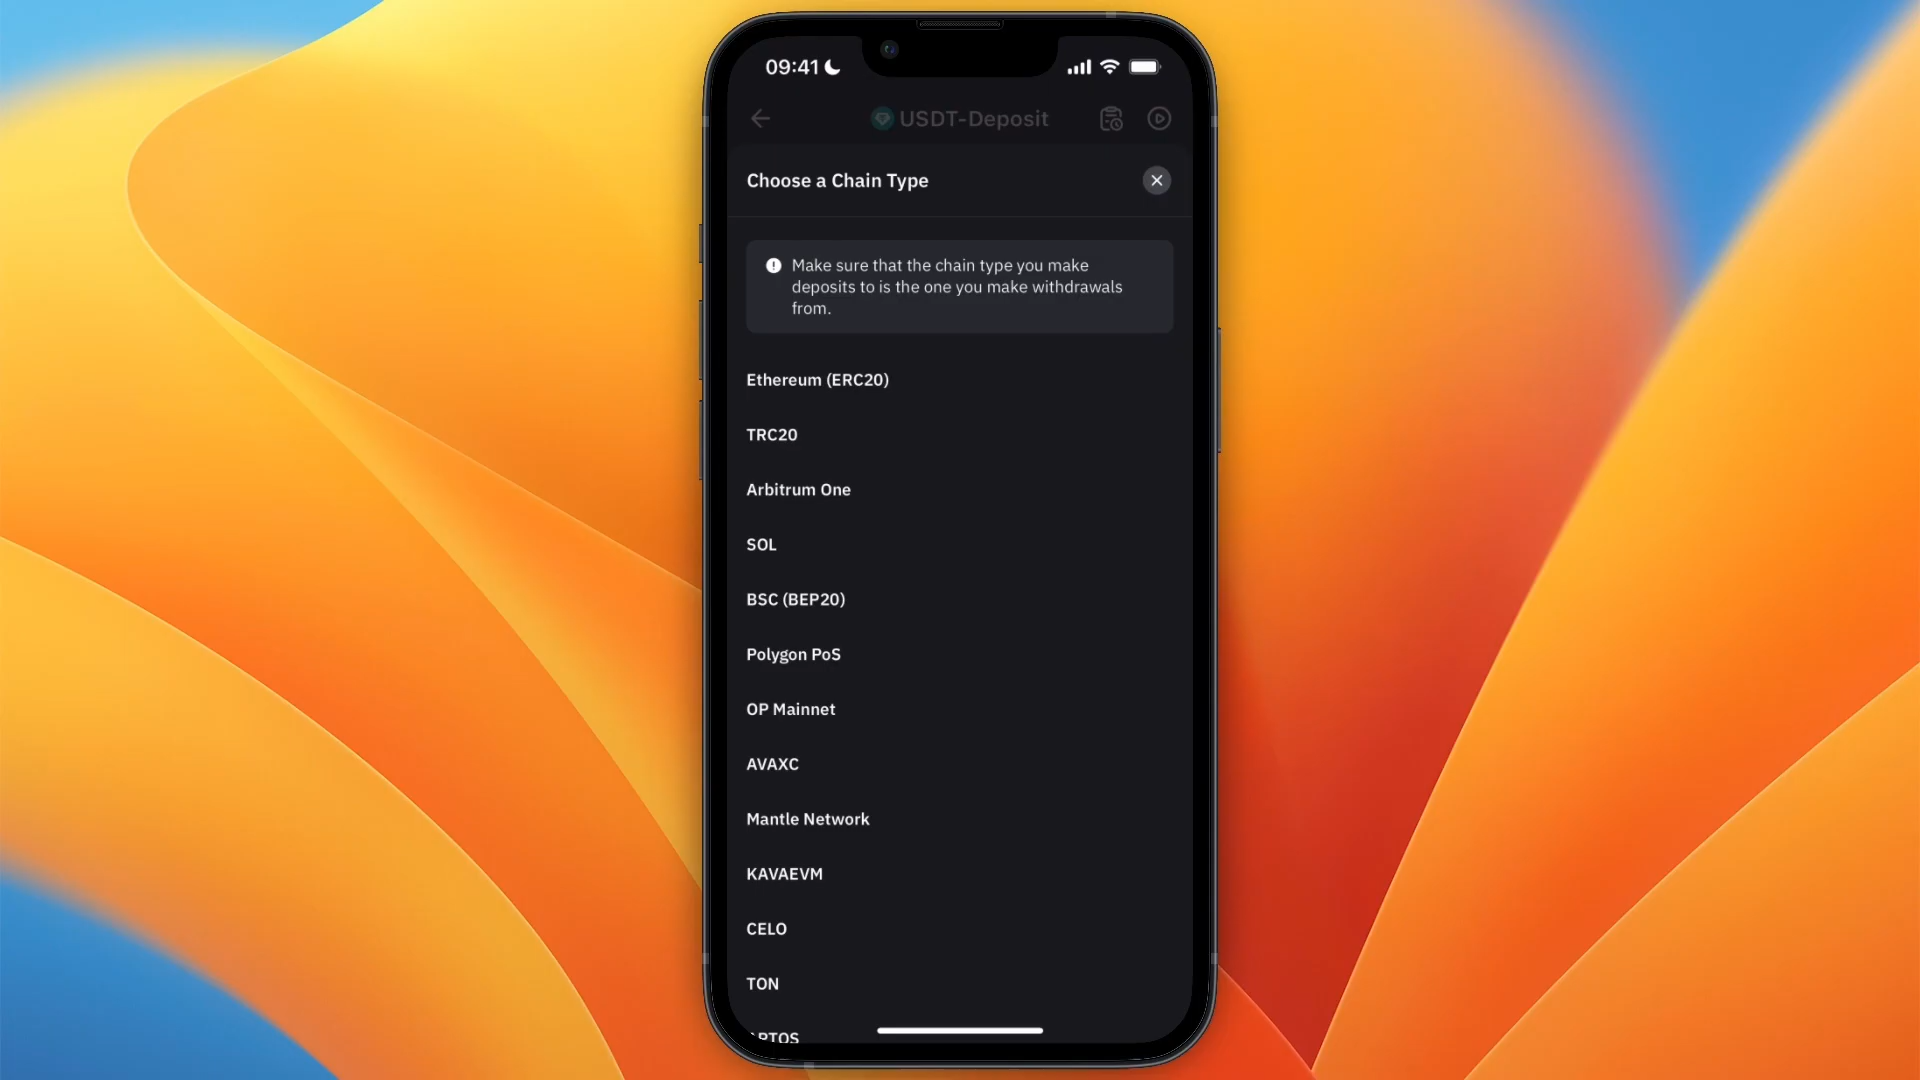 09:41
USDT-Deposit
Choose a Chain Type
Make sure that the chain type you make
deposits to is the one you make withdrawals
from.
Ethereum (ERC20)
TRC20
Arbitrum One
SOL
BSC (BEP20)
Polygon PoS
OP Mainnet
AVAXC
Mantle Network
KAVAEVM
CELO
TON
APTOS